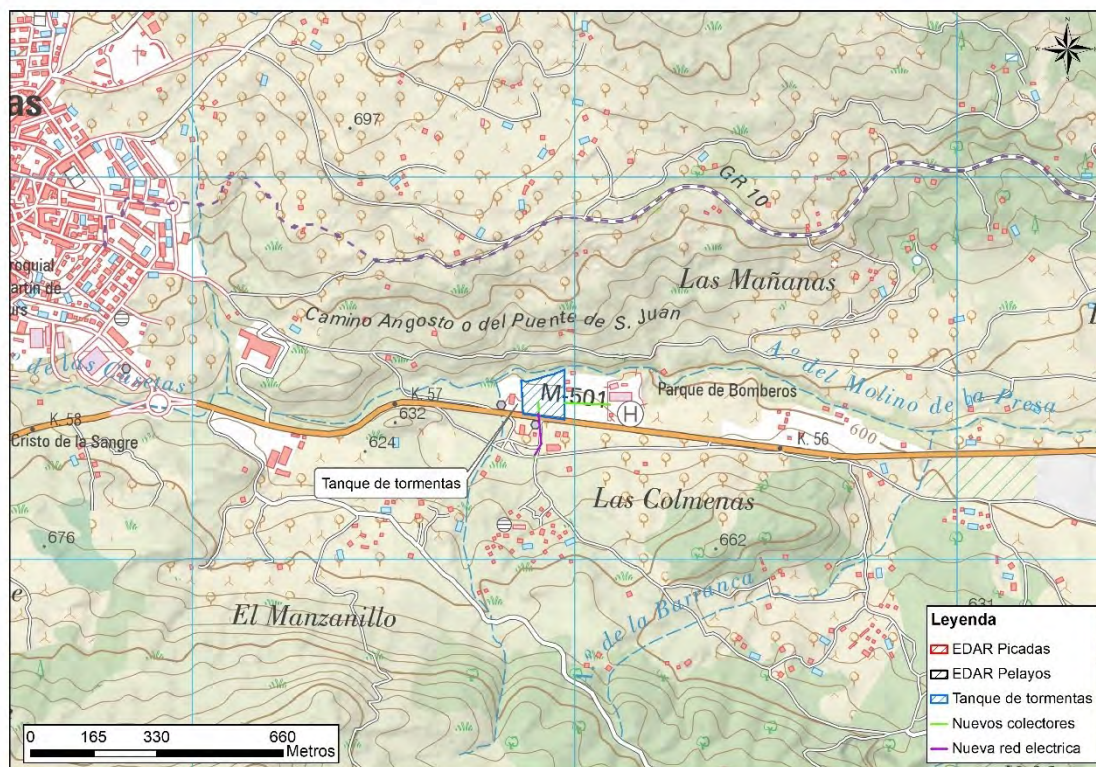 N
as
697
GR 10
roquial
artín de
Las Mañanas
Camino Angosto o del Puente de S. Juan
de las Cuvetas
M-501
Parque de Bomberos
A.º del Molino de la Presa
H
K. 58
K. 57
632
K. 56
600
Cristo de la Sangre
624
Tanque de tormentas
Las Colmenas
676
662
El Manzanillo
de la Barranca
631
Leyenda
EDAR Picadas
EDAR Pelayos
Tanque de tormentas
Nuevos colectores
Nueva red electrica
0 165 330 660
Metros